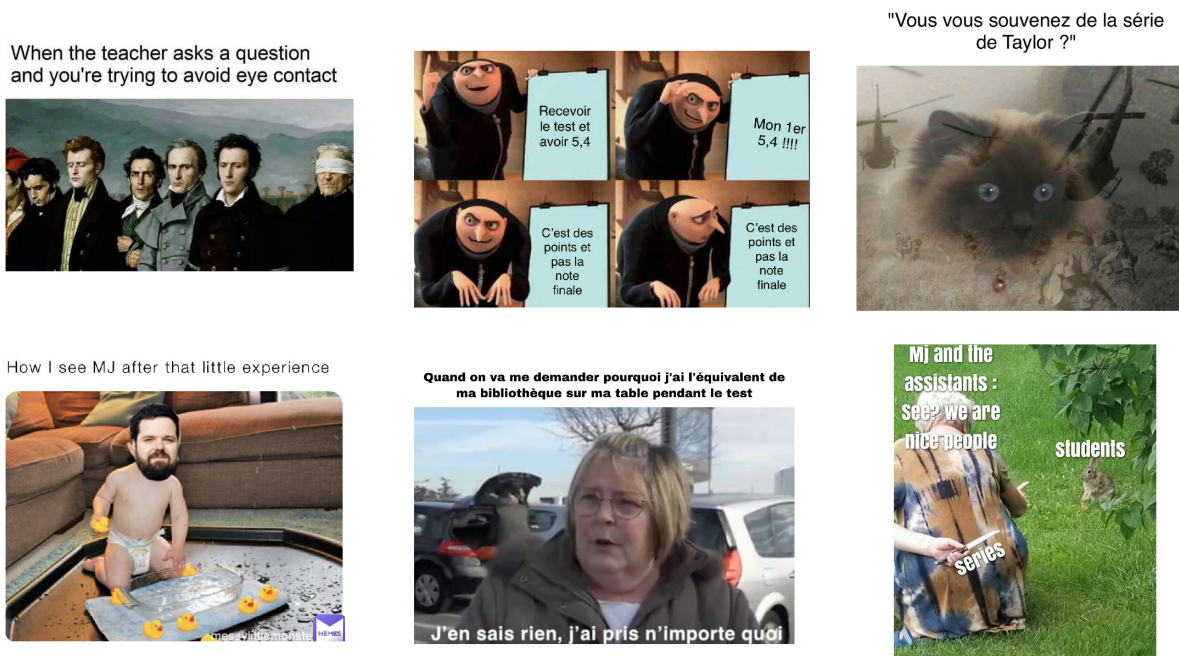 When the teacher asks a question
and you're trying to avoid eye contact
Recevoir
le test et
avoir 5,4
Mon 1er
5,4 !!!!
C'est des
points et
pas la
note
finale
C'est des
points et
pas la
note
finale
"Vous vous souvenez de la série
de Taylor ?"
How I see MJ after that little experience
messylittlemonste
HEMES
Quand on va me demander pourquoi j'ai l'équivalent de
ma bibliothèque sur ma table pendant le test
J'en sais rien, j'ai pris n'importe quoi
Mj and the
assistants :
See? we are
nice people
students
series